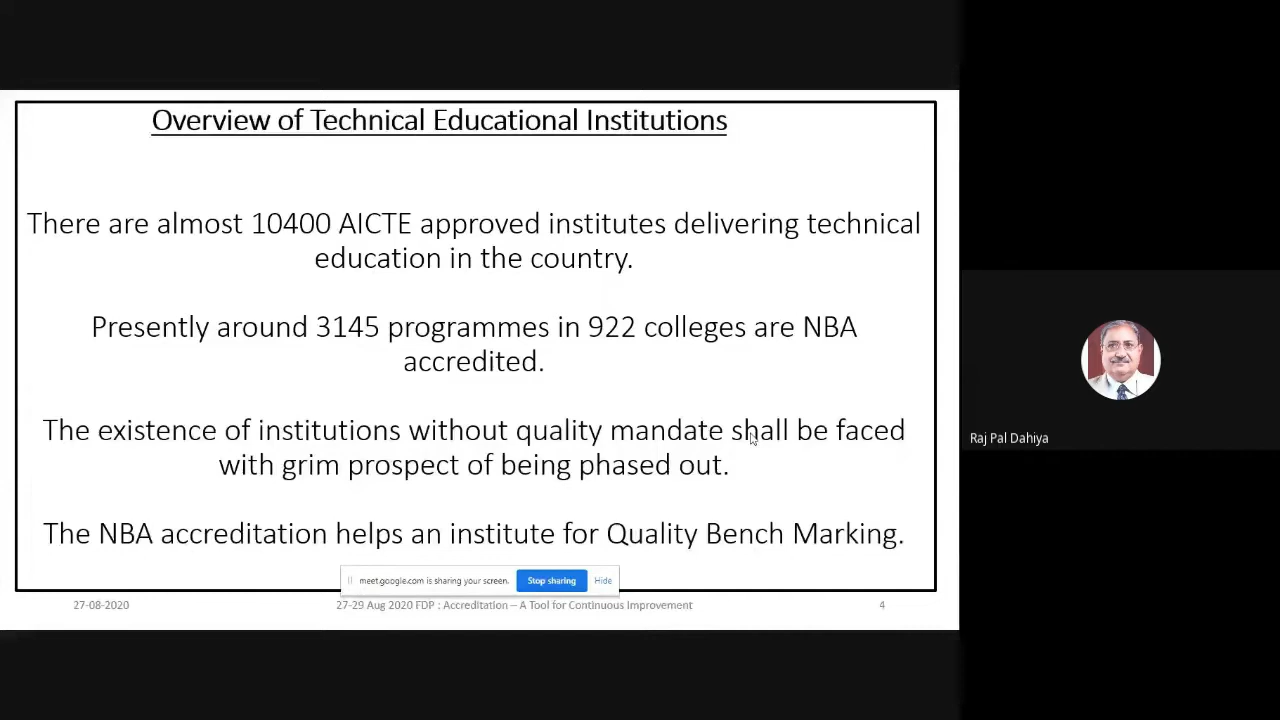 Overview of Technical Educational Institutions
There are almost 10400 AICTE approved institutes delivering technical
education in the country.
Presently around 3145 programmes in 922 colleges are NBA
accredited.
The existence of institutions without quality mandate shall be faced
with grim prospect of being phased out.
The NBA accreditation helps an institute for Quality Bench Marking.
meet.google.com is sharing your screen. Stop sharing Hide
27-08-2020 27-29 Aug 2020 FDP : Accreditation – A Tool for Continuous Improvement 4
Raj Pal Dahiya